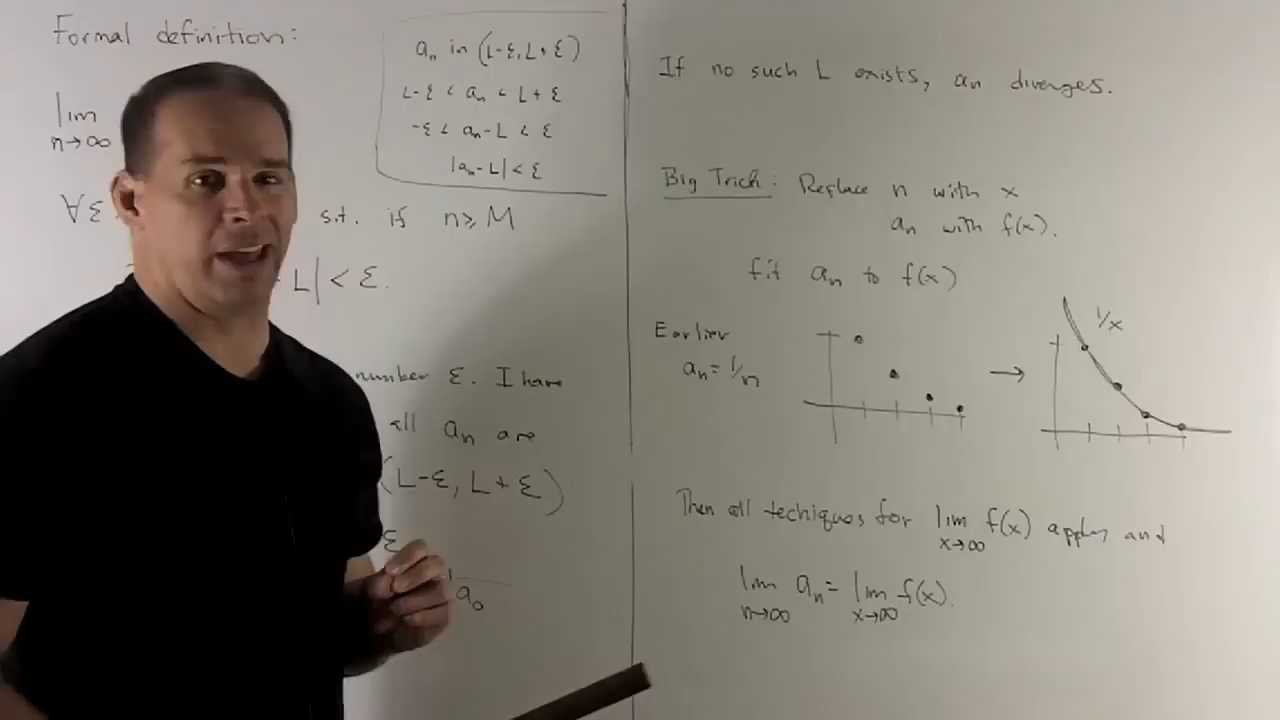 Formal definition:
lim
n→∞
∀ε
s.t. if n ≥ M
L| < ε.
number ε. I have
all an are
(L-ε, L+ε)
ε
a0
an in (L-ε, L+ε)
L-ε < an < L+ε
-ε < an-L < ε
|an-L| < ε
If no such L exists, an diverges.
Big Trick: Replace n with x
an with f(x).
fit an to f(x)
Earlier
an = 1/n
→
1/x
Then all techiques for lim f(x) apply and
x→∞
lim an = lim f(x).
n→∞ x→∞